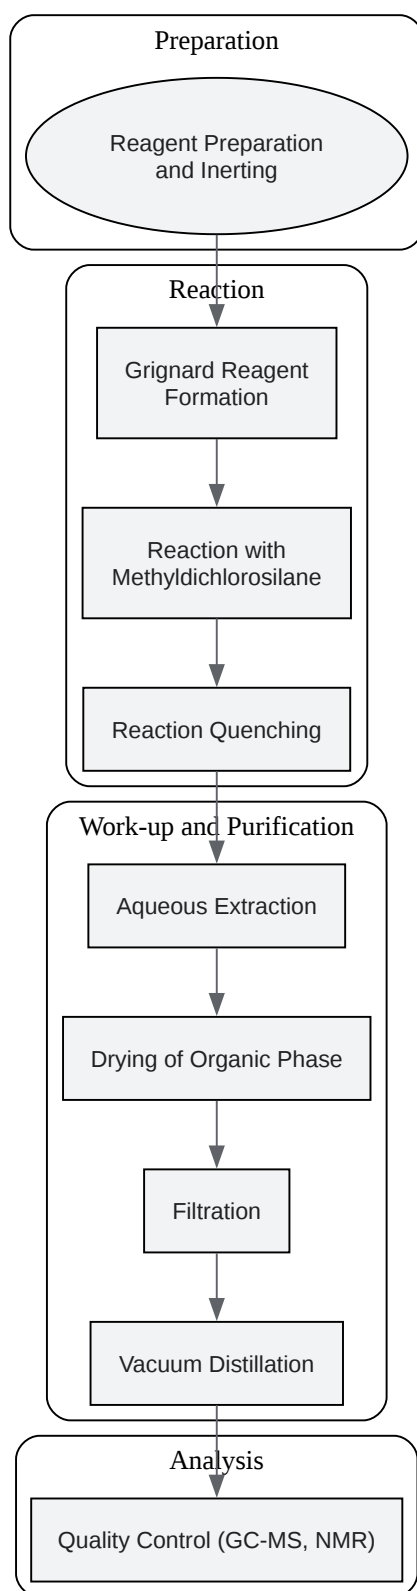 Preparation
Reagent Preparation
and Inerting
Reaction
Grignard Reagent
Formation
Reaction with
Methyldichlorosilane
Reaction Quenching
Work-up and Purification
Aqueous Extraction
Drying of Organic Phase
Filtration
Vacuum Distillation
Analysis
Quality Control (GC-MS, NMR)